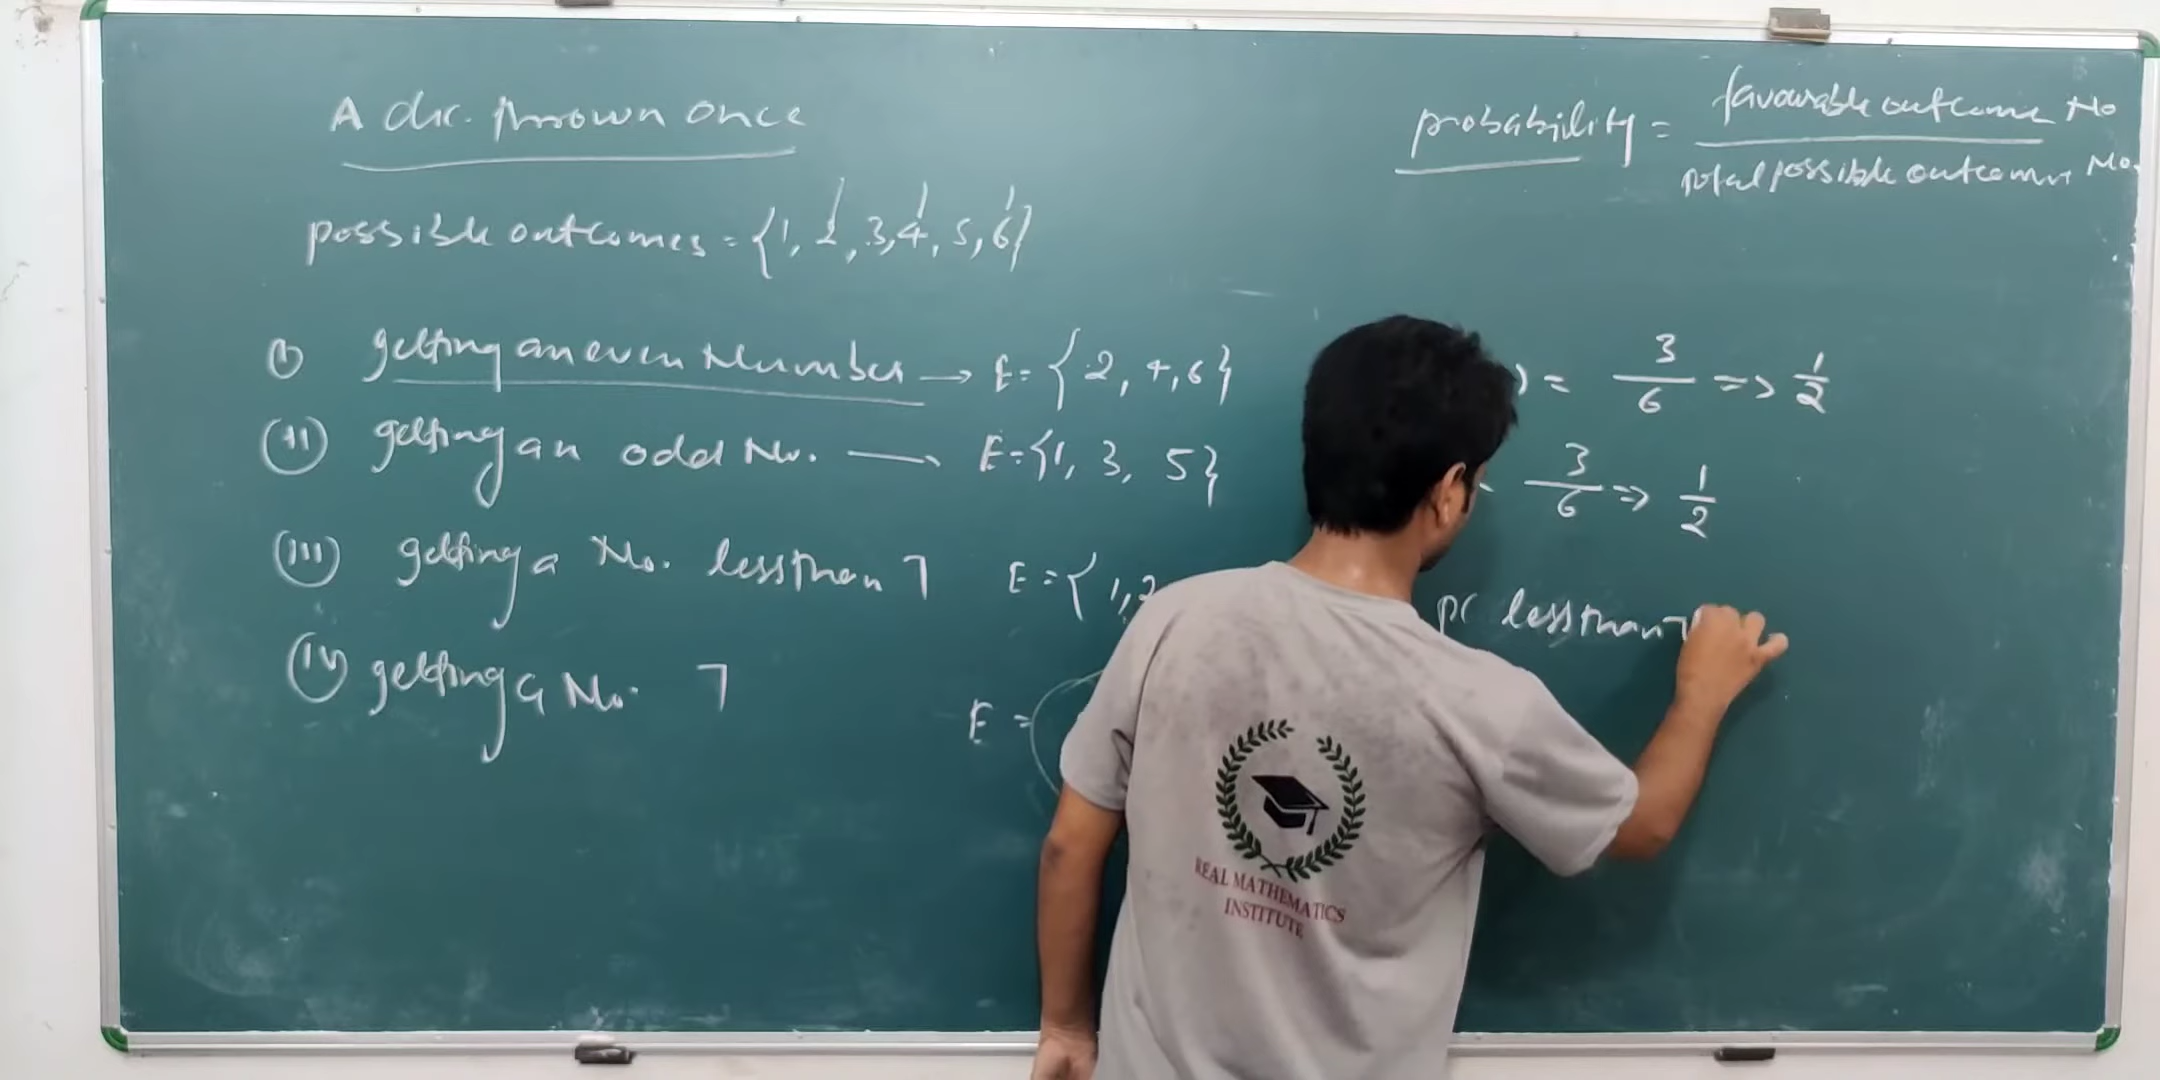 A die thrown once
probability = favourable outcome No
total possible outcomes No.
possible outcomes = {1, 2, 3, 4, 5, 6}
(i) getting an even Number → E = {2, 4, 6}
) = 3/6 => 1/2
(ii) getting an odd No. → E = {1, 3, 5}
= 3/6 => 1/2
(iii) getting a No. less than 7 E = {1, 2
P( less than 7
(iv) getting a No. 7 E =
REAL MATHEMATICS
INSTITUTE